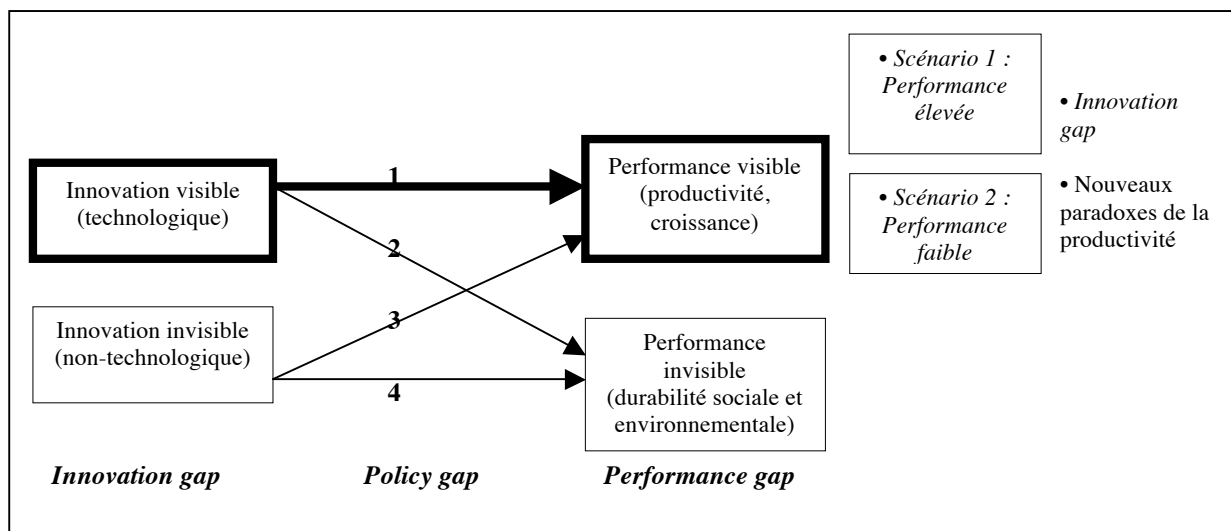 Innovation visible
(technologique)
Innovation invisible
(non-technologique)
1
2
3
4
Performance visible
(productivité,
croissance)
Performance
invisible
(durabilité sociale et
environnementale)
• Scénario 1 :
Performance
élevée
• Scénario 2 :
Performance
faible
• Innovation
gap
• Nouveaux
paradoxes de la
productivité
Innovation gap
Policy gap
Performance gap